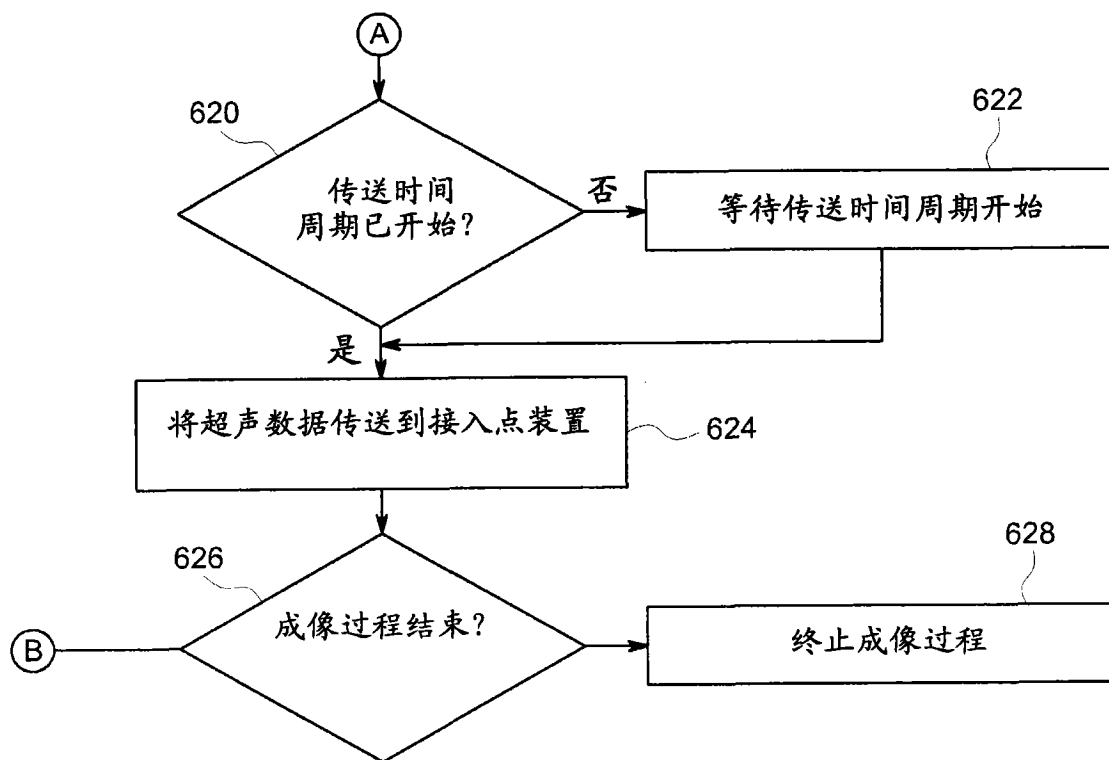 A
620
传送时间
周期已开始?
否
622
等待传送时间周期开始
是
将超声数据传送到接入点装置
624
626
成像过程结束?
B
628
终止成像过程